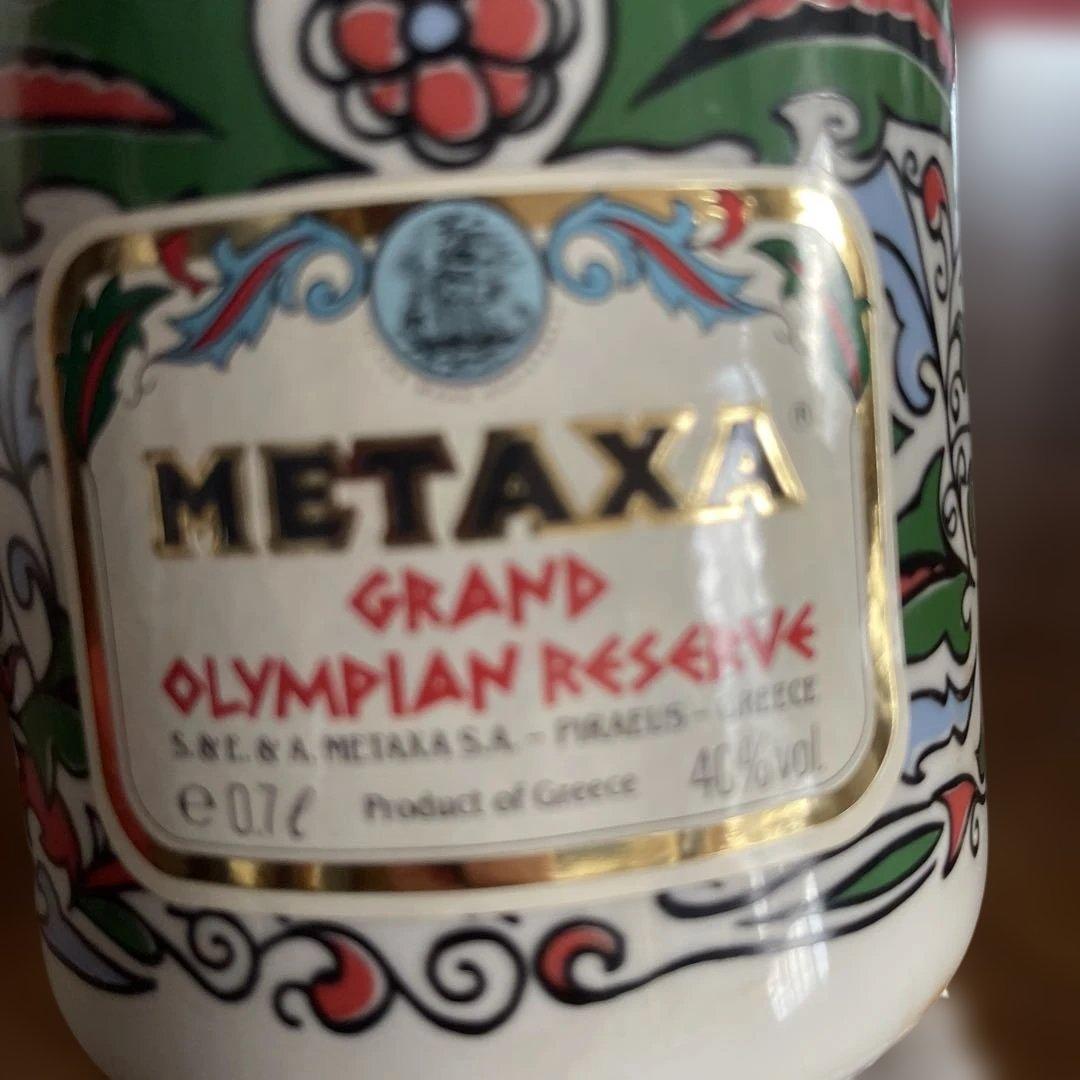 METAXA ®
GRAND
OLYMPIAN RESERVE
S. & E. & A. METAXA S.A. - PIRAEUS - GREECE
e 0.7 ℓ Product of Greece 40% vol.